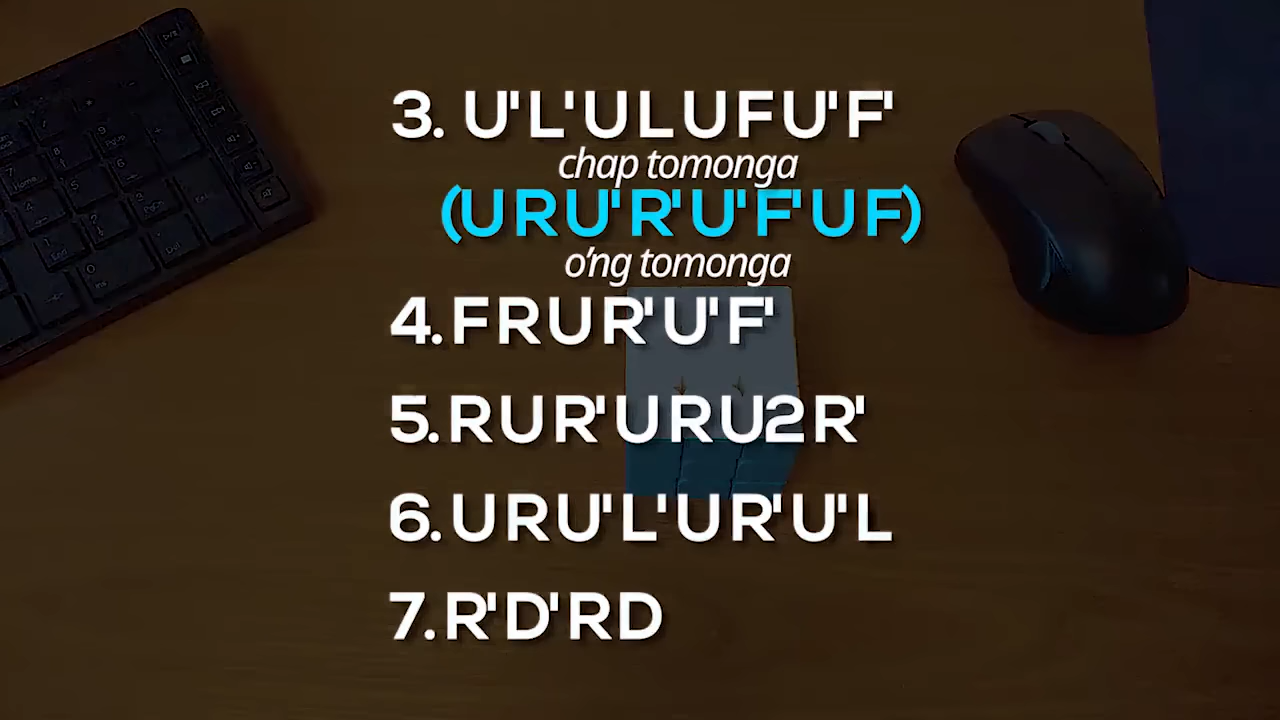 3. U'L'ULUFU'F'
chap tomonga
(URU'R'U'F'UF)
o'ng tomonga
4.FRUR'U'F'
5.RUR'URU2R'
6.URU'L'UR'U'L
7.R'D'RD